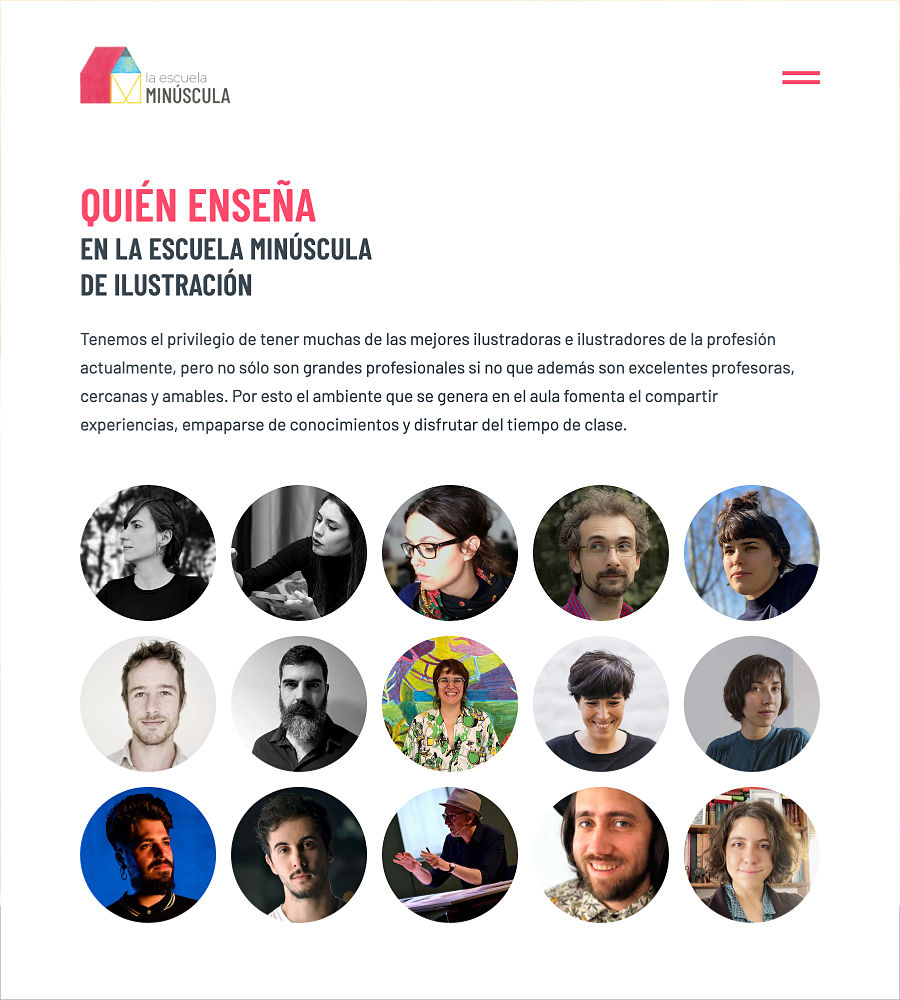 la escuela
MINÚSCULA
QUIÉN ENSEÑA
EN LA ESCUELA MINÚSCULA
DE ILUSTRACIÓN
Tenemos el privilegio de tener muchas de las mejores ilustradoras e ilustradores de la profesión
actualmente, pero no sólo son grandes profesionales si no que además son excelentes profesoras,
cercanas y amables. Por esto el ambiente que se genera en el aula fomenta el compartir
experiencias, empaparse de conocimientos y disfrutar del tiempo de clase.